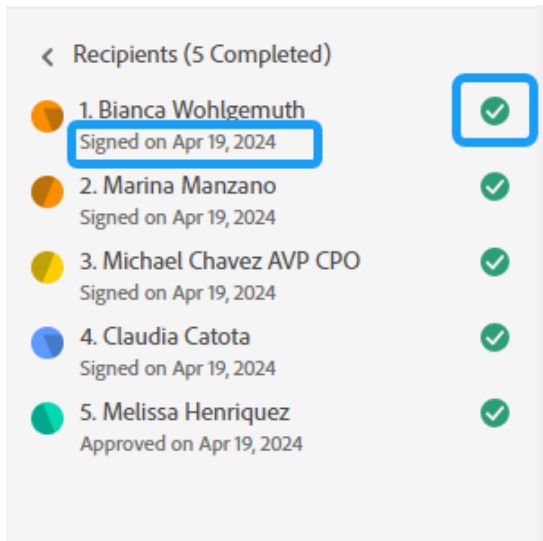 Recipients (5 Completed)
1. Bianca Wohlgemuth
Signed on Apr 19, 2024
2. Marina Manzano
Signed on Apr 19, 2024
3. Michael Chavez AVP CPO
Signed on Apr 19, 2024
4. Claudia Catota
Signed on Apr 19, 2024
5. Melissa Henriquez
Approved on Apr 19, 2024